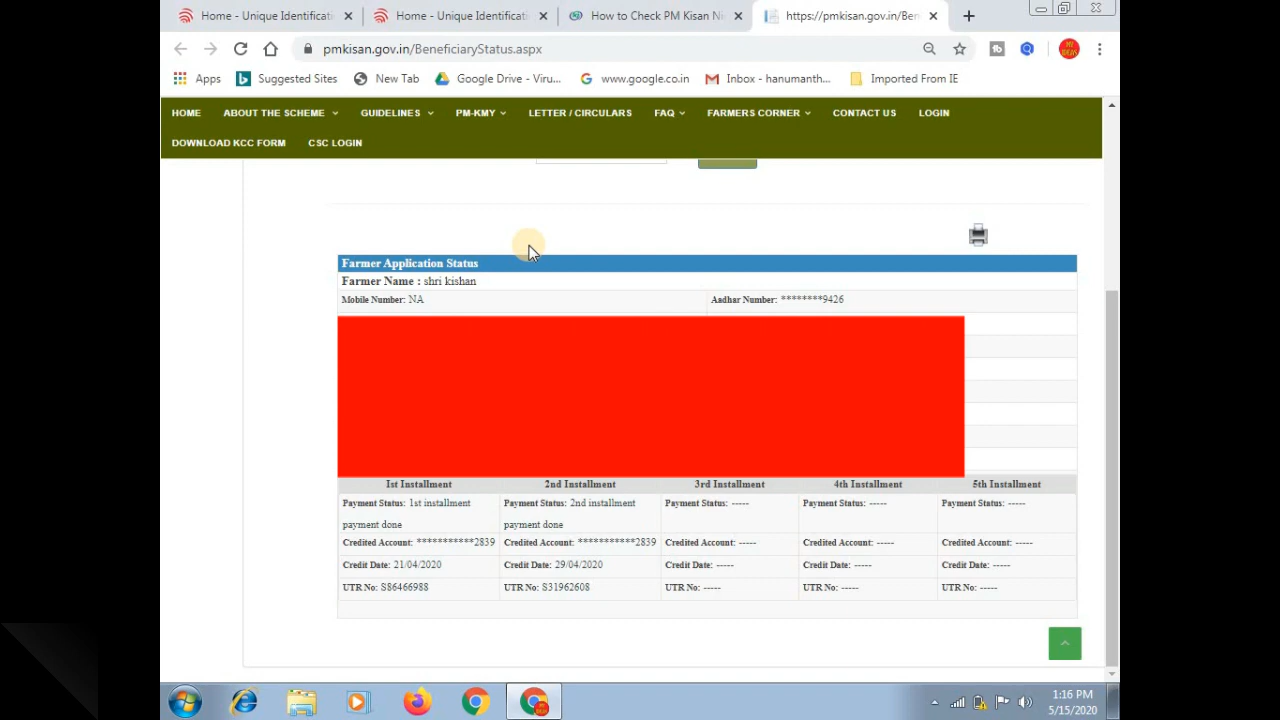 Home - Unique Identificati
Home - Unique Identificati
How to Check PM Kisan Ni
https://pmkisan.gov.in/Ben
pmkisan.gov.in/BeneficiaryStatus.aspx
Apps
Suggested Sites
New Tab
Google Drive - Viru...
www.google.co.in
Inbox - hanumanth...
Imported From IE
HOME ABOUT THE SCHEME GUIDELINES PM-KMY LETTER / CIRCULARS FAQ FARMERS CORNER CONTACT US LOGIN
DOWNLOAD KCC FORM CSC LOGIN
Farmer Application Status
Farmer Name : shri kishan
Mobile Number: NA Aadhar Number: ********9426
1st Installment 2nd Installment 3rd Installment 4th Installment 5th Installment
Payment Status: 1st installment Payment Status: 2nd installment Payment Status: ----- Payment Status: ----- Payment Status: -----
payment done payment done
Credited Account: ***********2839 Credited Account: ***********2839 Credited Account: ----- Credited Account: ----- Credited Account: -----
Credit Date: 21/04/2020 Credit Date: 29/04/2020 Credit Date: ----- Credit Date: ----- Credit Date: -----
UTR No: S86466988 UTR No: S31962608 UTR No: ----- UTR No: ----- UTR No: -----
1:16 PM
5/15/2020